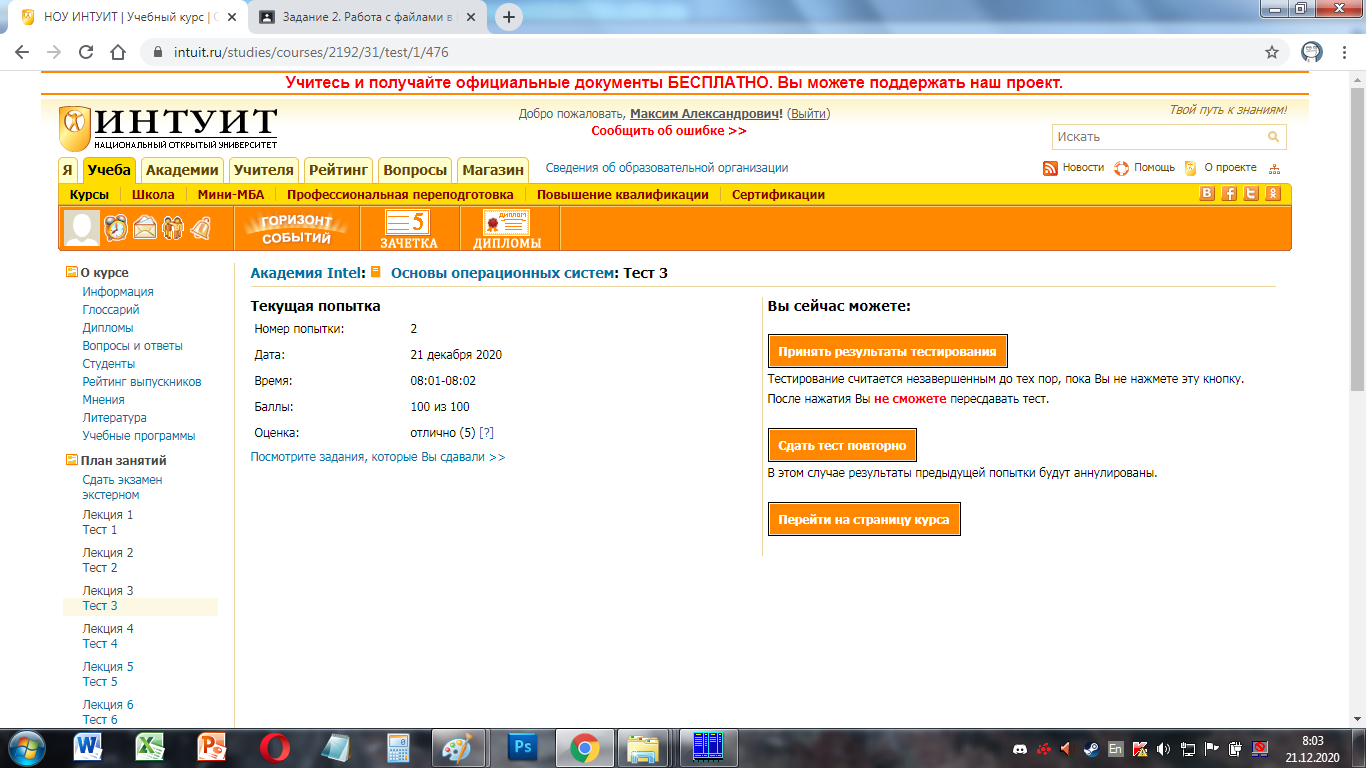 НОУ ИНТУИТ | Учебный курс | О
Задание 2. Работа с файлами в
intuit.ru/studies/courses/2192/31/test/1/476
Учитесь и получайте официальные документы БЕСПЛАТНО. Вы можете поддержать наш проект.
ИНТУИТ
НАЦИОНАЛЬНЫЙ ОТКРЫТЫЙ УНИВЕРСИТЕТ
Добро пожаловать, Максим Александрович! (Выйти)
Сообщить об ошибке >>
Твой путь к знаниям!
Искать
Я Учеба Академии Учителя Рейтинг Вопросы Магазин Сведения об образовательной организации Новости Помощь О проекте
Курсы Школа Мини-МБА Профессиональная переподготовка Повышение квалификации Сертификации
ГОРИЗОНТ СОБЫТИЙ
5 ЗАЧЕТКА
ДИПЛОМ ДИПЛОМЫ
О курсе
Информация
Глоссарий
Дипломы
Вопросы и ответы
Студенты
Рейтинг выпускников
Мнения
Литература
Учебные программы
План занятий
Сдать экзамен
экстерном
Лекция 1
Тест 1
Лекция 2
Тест 2
Лекция 3
Тест 3
Лекция 4
Тест 4
Лекция 5
Тест 5
Лекция 6
Тест 6
Академия Intel: Основы операционных систем: Тест 3
Текущая попытка
Номер попытки: 2
Дата: 21 декабря 2020
Время: 08:01-08:02
Баллы: 100 из 100
Оценка: отлично (5) [?]
Посмотрите задания, которые Вы сдавали >>
Вы сейчас можете:
Принять результаты тестирования
Тестирование считается незавершенным до тех пор, пока Вы не нажмете эту кнопку.
После нажатия Вы не сможете пересдавать тест.
Сдать тест повторно
В этом случае результаты предыдущей попытки будут аннулированы.
Перейти на страницу курса
Ps
En
8:03
21.12.2020